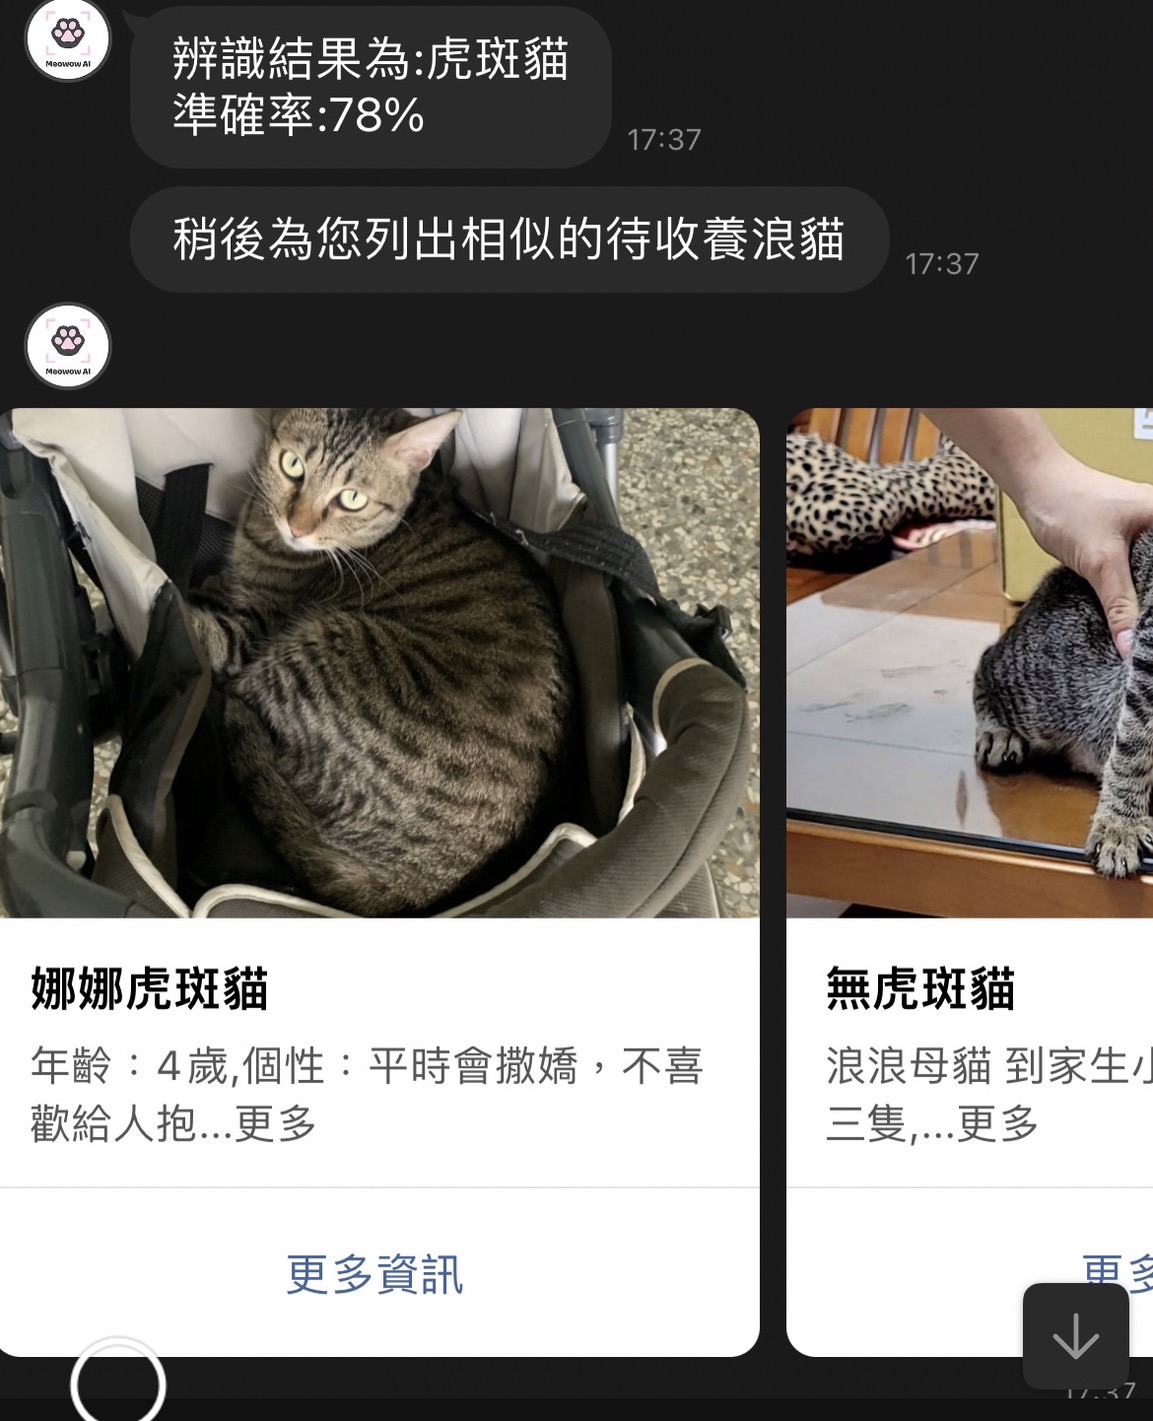 Meowow AI
辨識結果為:虎斑貓
準確率:78%
17:37
稍後為您列出相似的待收養浪貓
17:37
Meowow AI
娜娜虎斑貓
年齡：4歲,個性：平時會撒嬌，不喜
歡給人抱...更多
更多資訊
無虎斑貓
浪浪母貓 到家生小
三隻,...更多
更多
17:37